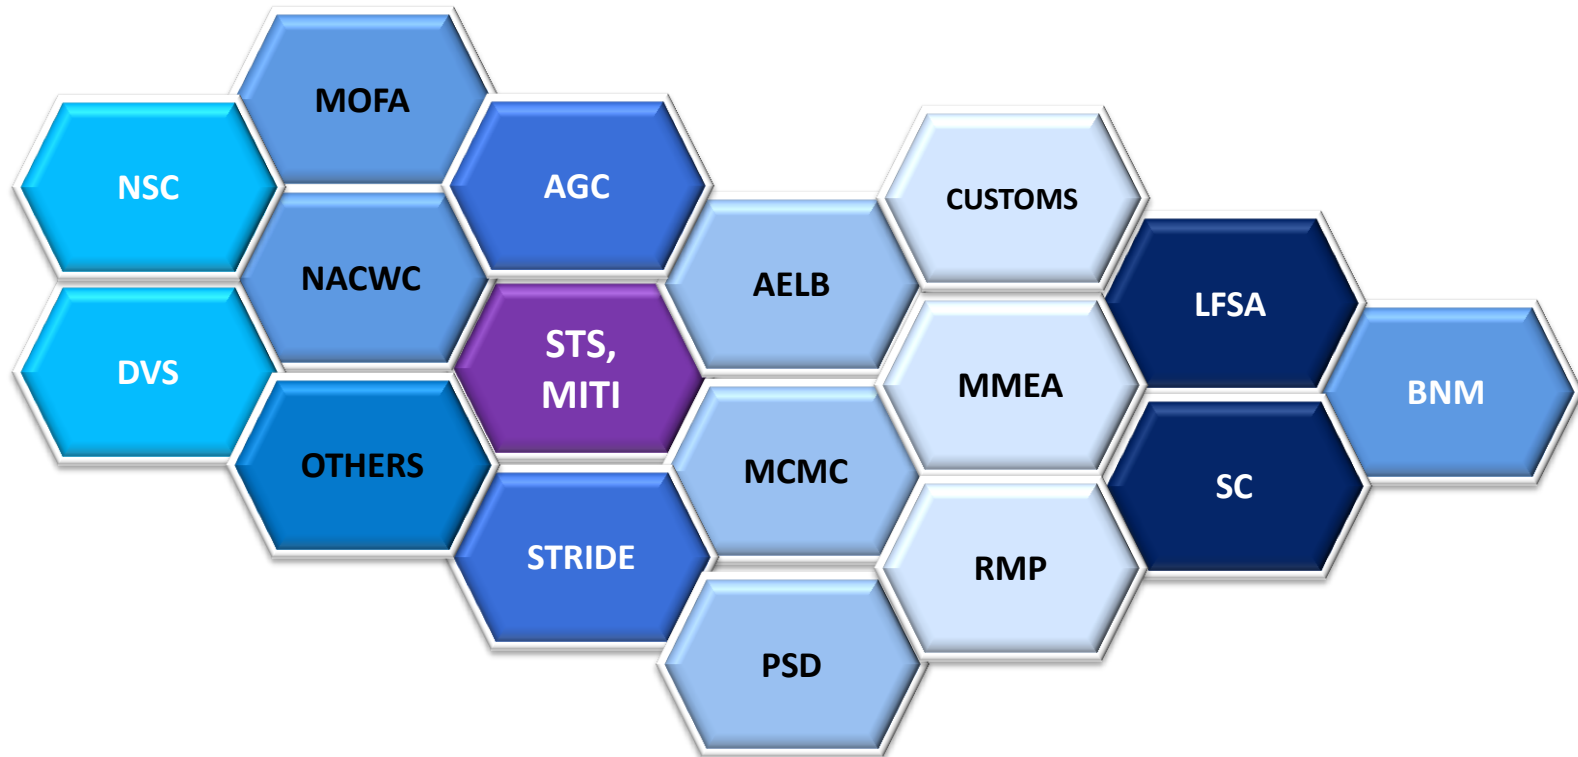 MOFA
NSC
AGC
CUSTOMS
NACWC
AELB
LFSA
DVS
STS,
MITI
MMEA
BNM
OTHERS
MCMC
SC
STRIDE
RMP
PSD